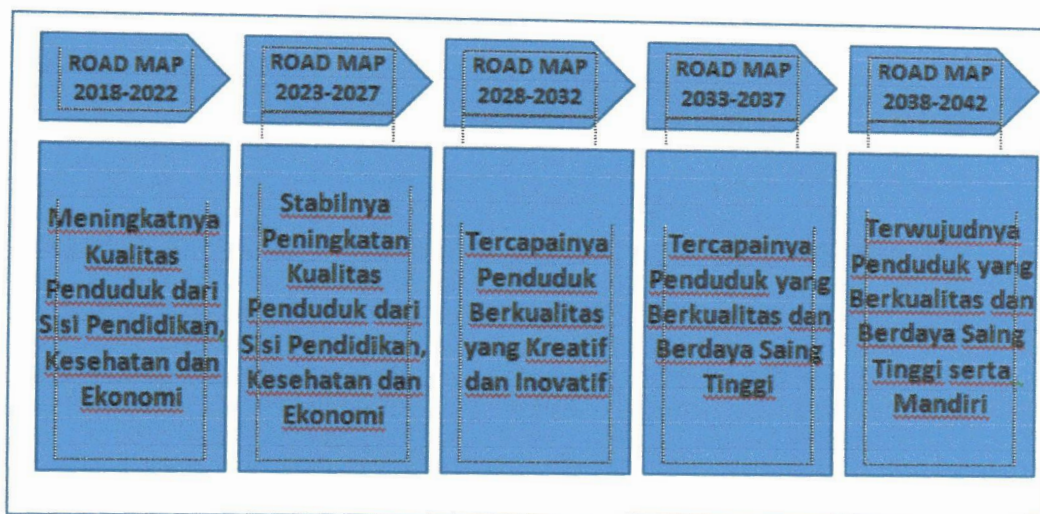 ROAD MAP
2018-2022
ROAD MAP
2023-2027
ROAD MAP
2028-2032
ROAD MAP
2033-2037
ROAD MAP
2038-2042
Meningkatnya
Kualitas
Penduduk dari
Sisi Pendidikan,
Kesehatan dan
Ekonomi
Stabilnya
Peningkatan
Kualitas
Penduduk dari
Sisi Pendidikan,
Kesehatan dan
Ekonomi
Tercapainya
Penduduk
Berkualitas
yang Kreatif
dan Inovatif
Tercapainya
Penduduk yang
Berkualitas dan
Berdaya Saing
Tinggi
Terwujudnya
Penduduk yang
Berkualitas dan
Berdaya Saing
Tinggi serta
Mandiri